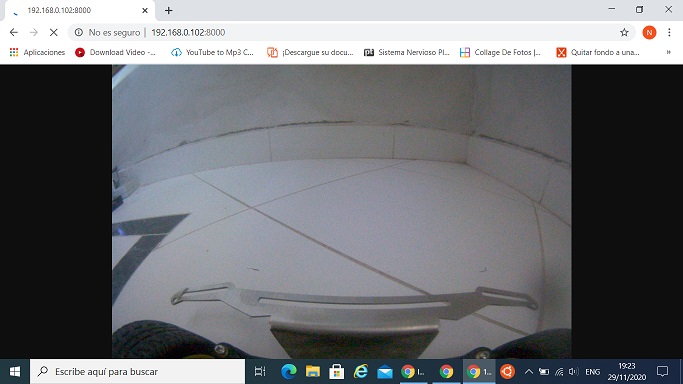 192.168.0.102:8000
No es seguro | 192.168.0.102:8000
N
Aplicaciones Download Video -... YouTube to Mp3 C... ¡Descargue su docu... Sistema Nervioso Pl... Collage De Fotos |... Quitar fondo a una... »
Escribe aquí para buscar
I...
1...
ENG
19:23
29/11/2020